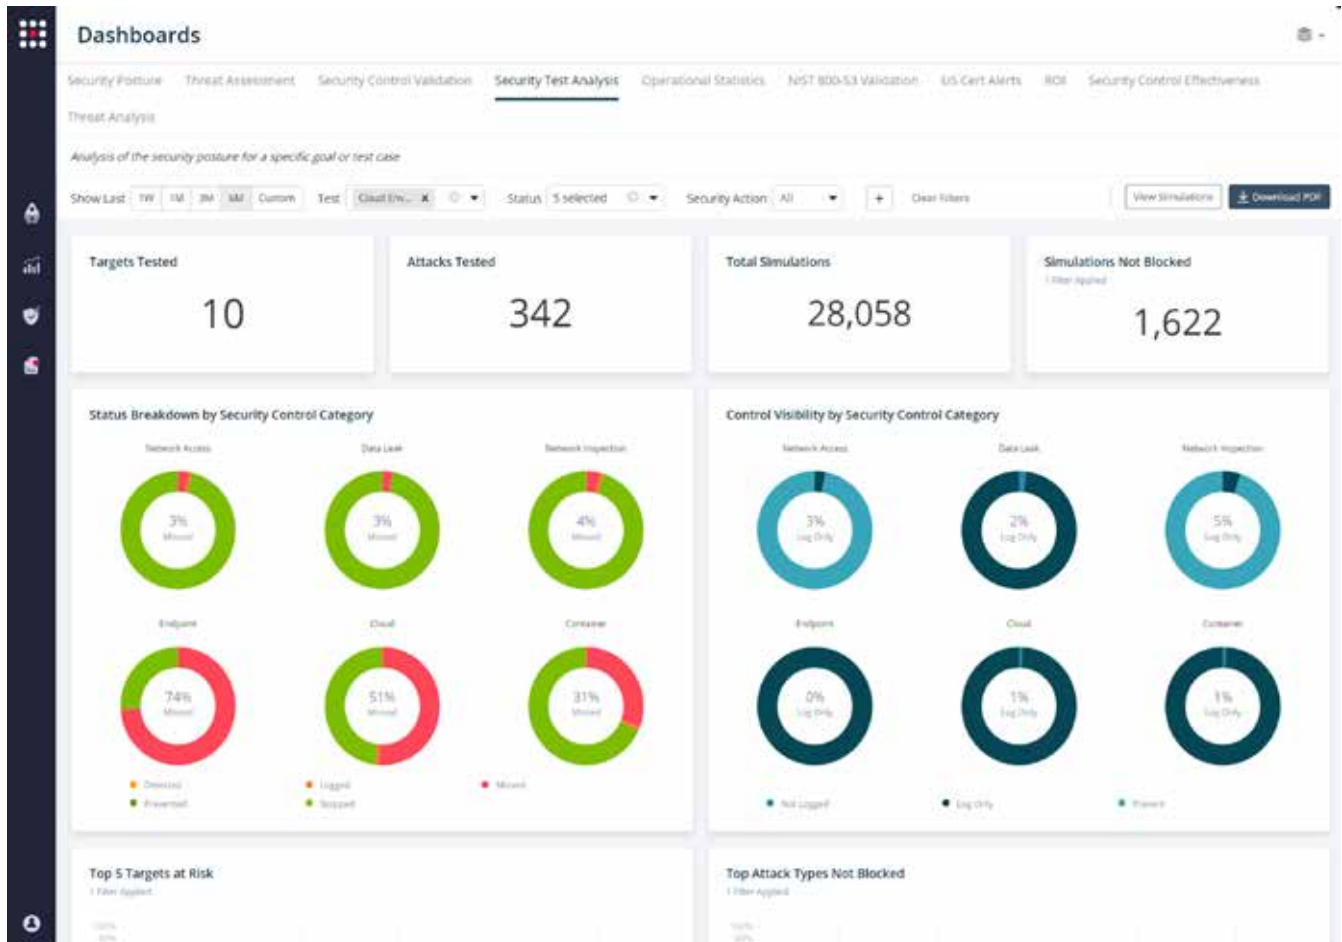 Dashboards
Security Posture Threat Assessment Security Control Validation Security Test Analysis Operational Statistics NIST 800-53 Validation US Cert Alerts ROI Security Control Effectiveness
Threat Analysis
Analysis of the security posture for a specific goal or test case
Show Last 1W 1M 3M 6M Custom Test Cloud Env... x Status 5 selected Security Action All + Clear Filters View Simulations Download PDF
Targets Tested Attacks Tested Total Simulations Simulations Not Blocked
1 Filter Applied
10 342 28,058 1,622
Status Breakdown by Security Control Category
Network Access Data Leak Network Inspection
3% 3% 4%
Missed Missed Missed
Endpoint Cloud Container
74% 51% 31%
Missed Missed Missed
Detected Logged Missed
Prevented Stopped
Control Visibility by Security Control Category
Network Access Data Leak Network Inspection
3% 2% 5%
Log Only Log Only Log Only
Endpoint Cloud Container
0% 1% 1%
Log Only Log Only Log Only
Not Logged Log Only Prevent
Top 5 Targets at Risk
1 Filter Applied
100%
80%
Top Attack Types Not Blocked
1 Filter Applied
100%
80%